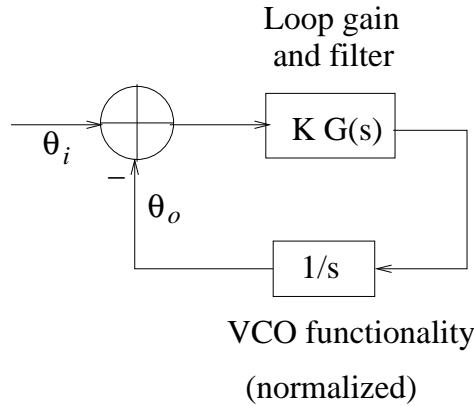 Loop gain
and filter
K G(s)
θi
−
θo
1/s
VCO functionality
(normalized)